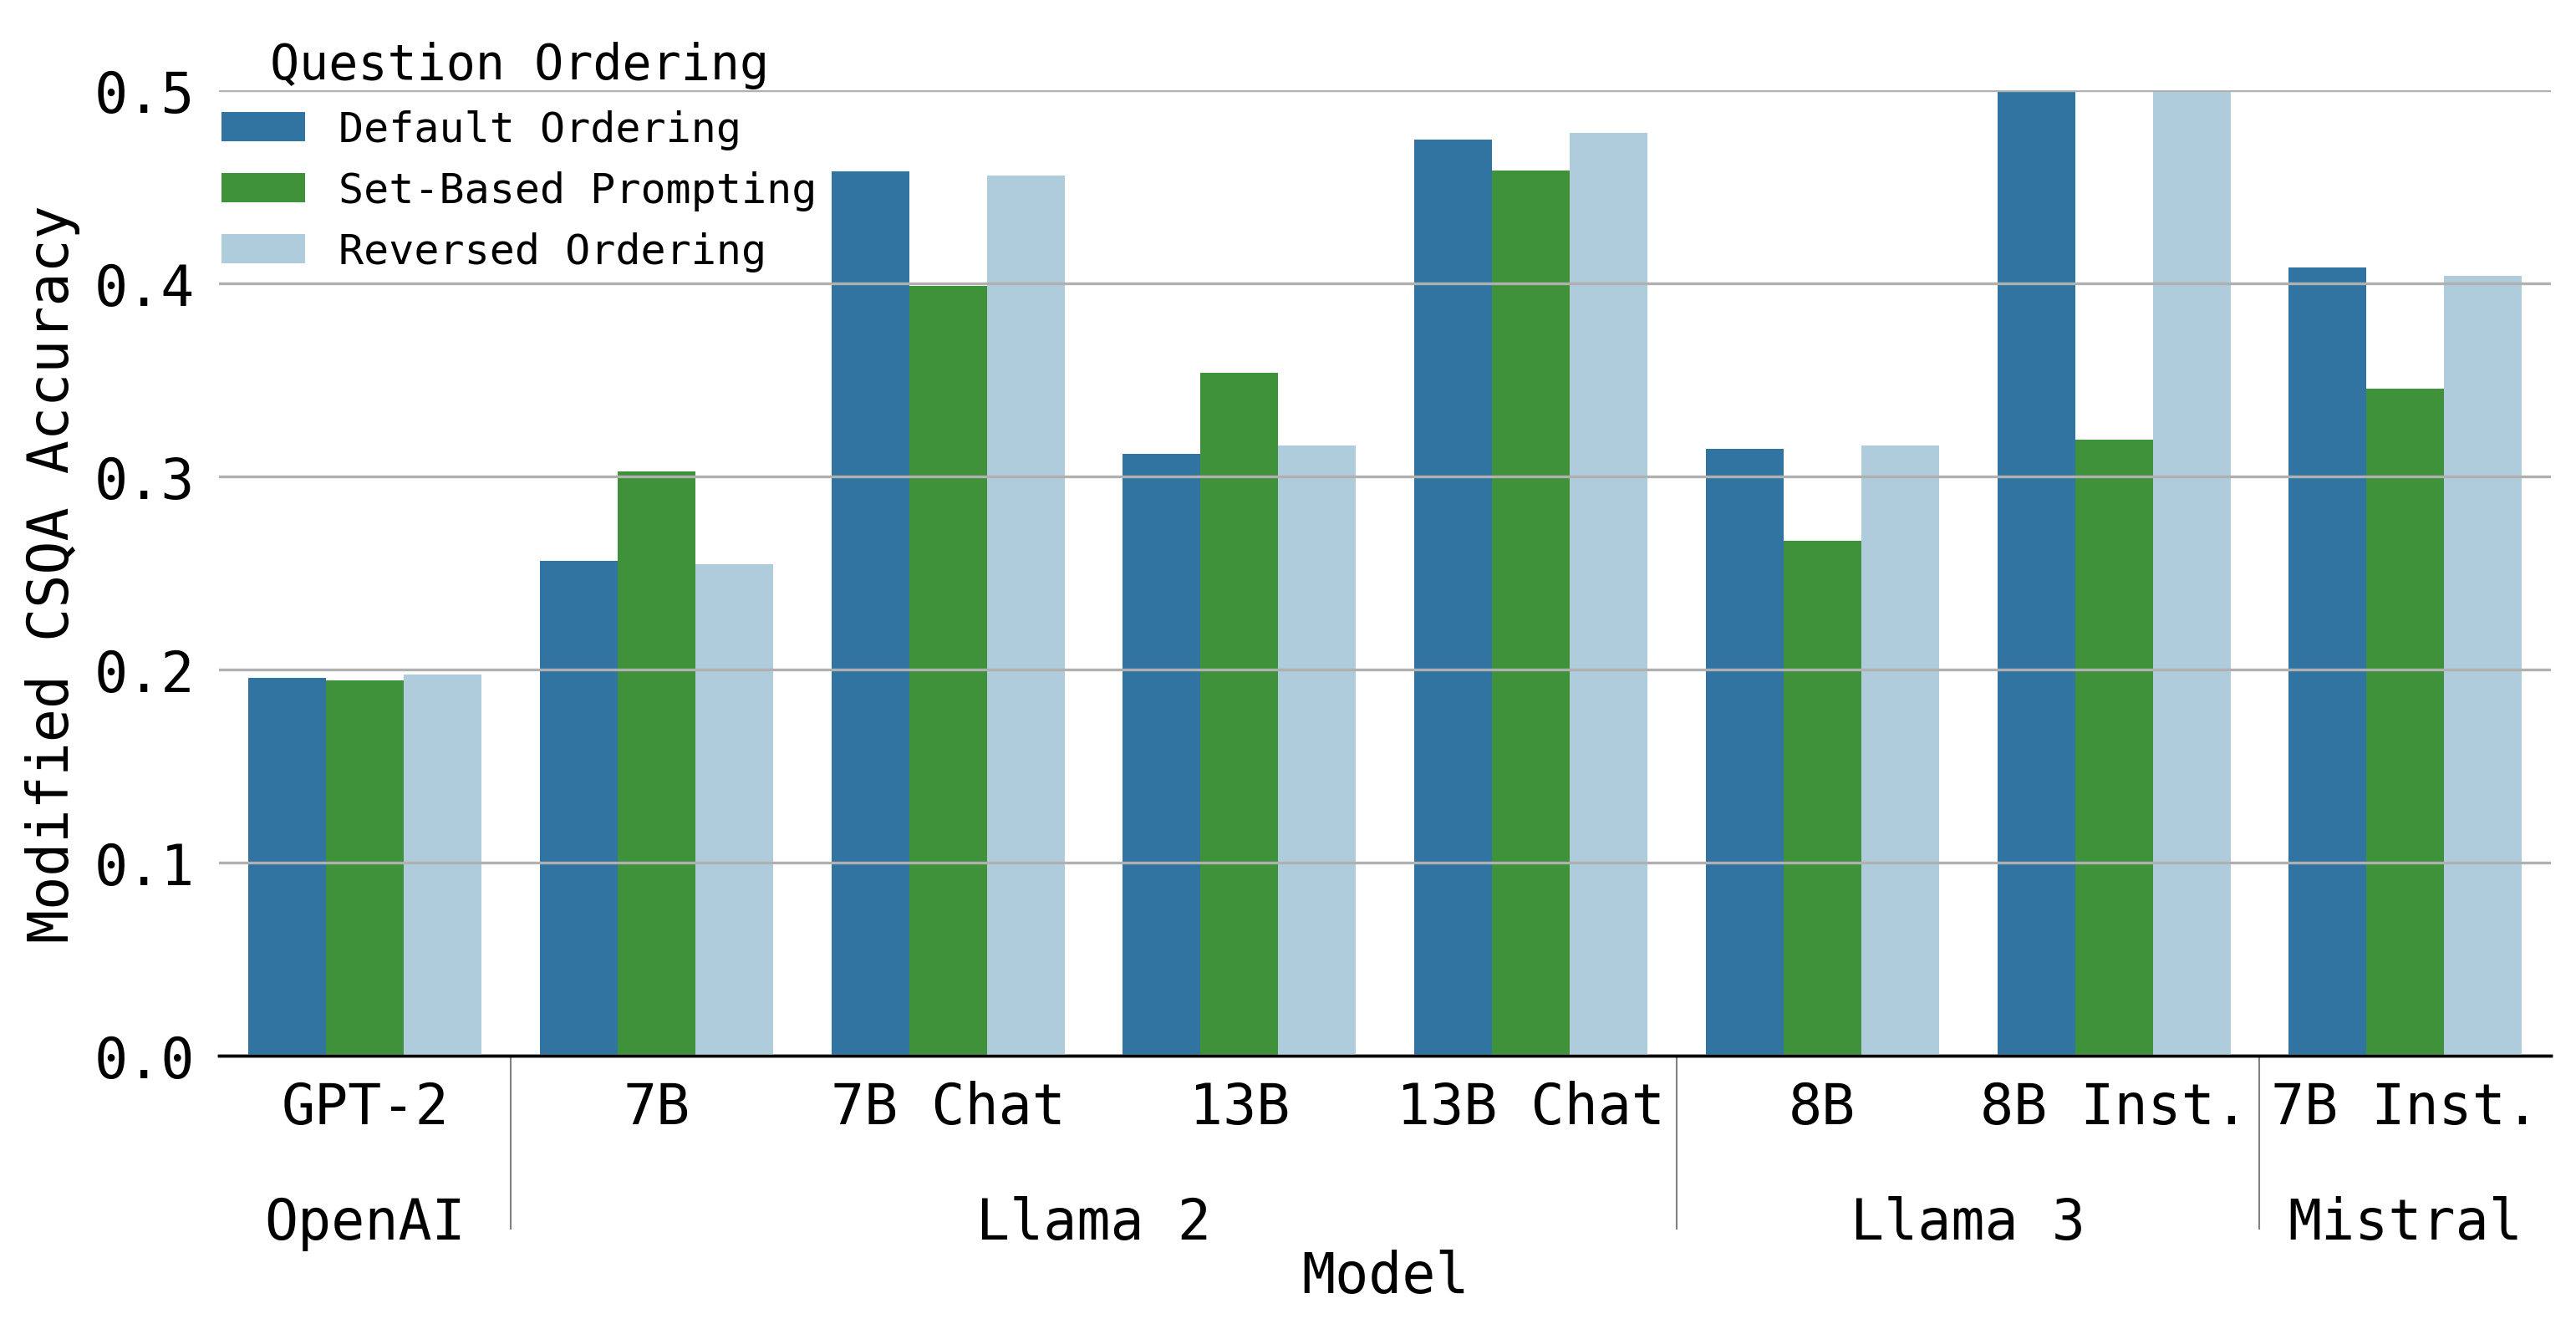 Question Ordering
Default Ordering
Set-Based Prompting
Reversed Ordering
Modified CSQA Accuracy
0.5
0.4
0.3
0.2
0.1
0.0
GPT-2 7B 7B Chat 13B 13B Chat 8B 8B Inst. 7B Inst.
OpenAI Llama 2 Llama 3 Mistral
Model